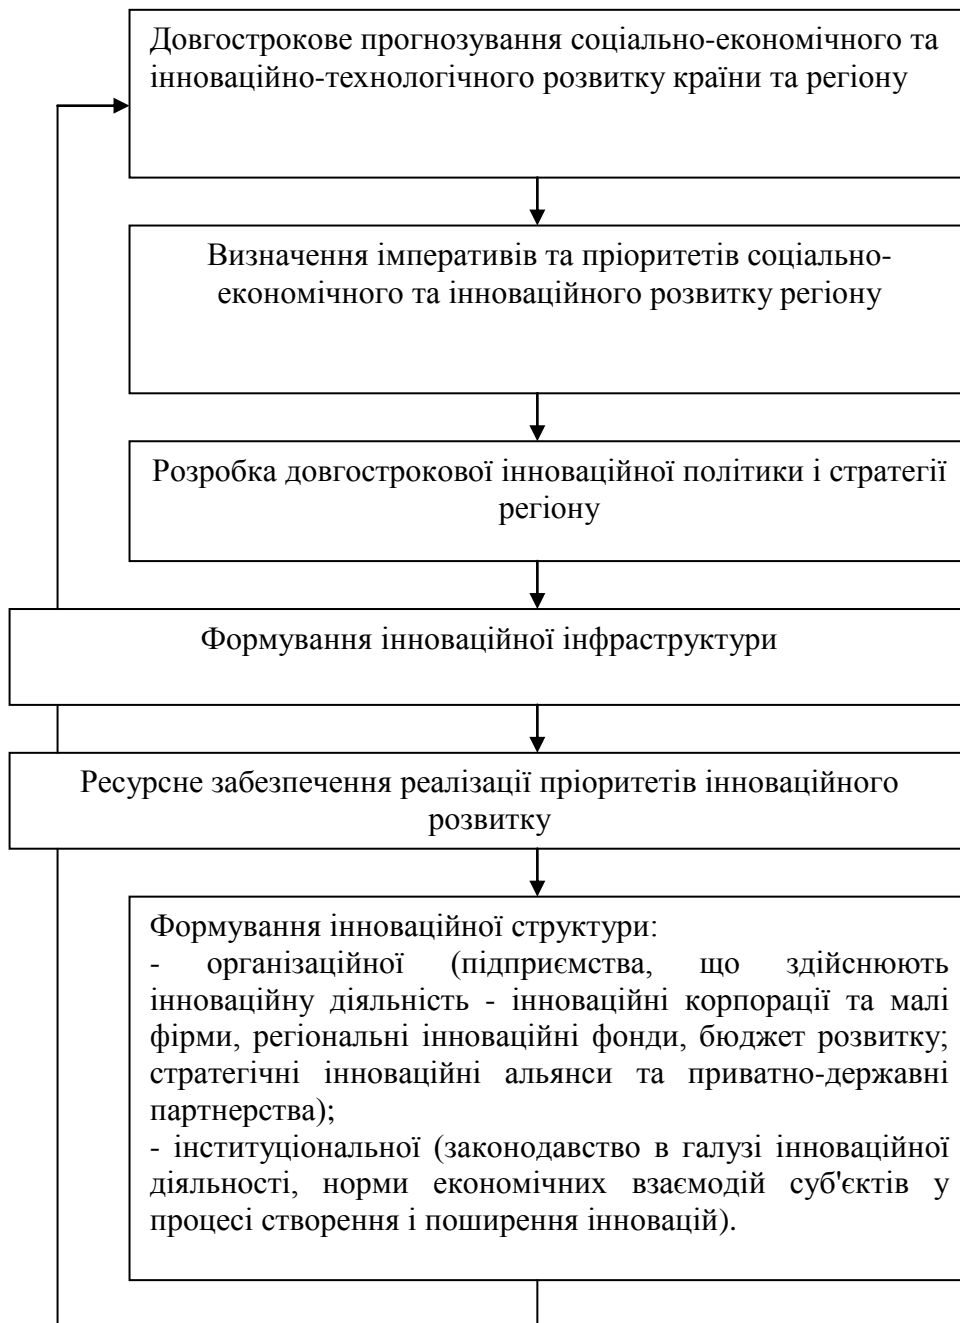 Довгострокове прогнозування соціально-економічного та
інноваційно-технологічного розвитку країни та регіону
Визначення імперативів та пріоритетів соціально-
економічного та інноваційного розвитку регіону
Розробка довгострокової інноваційної політики і стратегії
регіону
Формування інноваційної інфраструктури
Ресурсне забезпечення реалізації пріоритетів інноваційного
розвитку
Формування інноваційної структури:
- організаційної (підприємства, що здійснюють
інноваційну діяльність - інноваційні корпорації та малі
фірми, регіональні інноваційні фонди, бюджет розвитку;
стратегічні інноваційні альянси та приватно-державні
партнерства);
- інституціональної (законодавство в галузі інноваційної
діяльності, норми економічних взаємодій суб'єктів у
процесі створення і поширення інновацій).